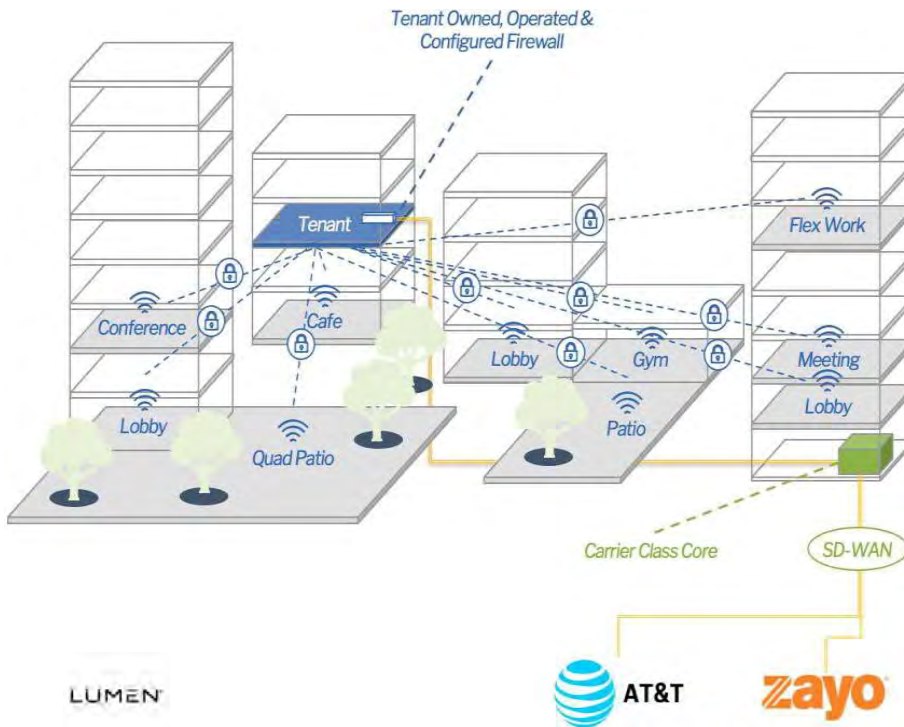 Tenant Owned, Operated &
Configured Firewall
Tenant
Flex Work
Conference
Cafe
Lobby
Gym
Meeting
Lobby
Lobby
Quad Patio
Patio
Carrier Class Core
SD-WAN
LUMEN®
AT&T
zayo